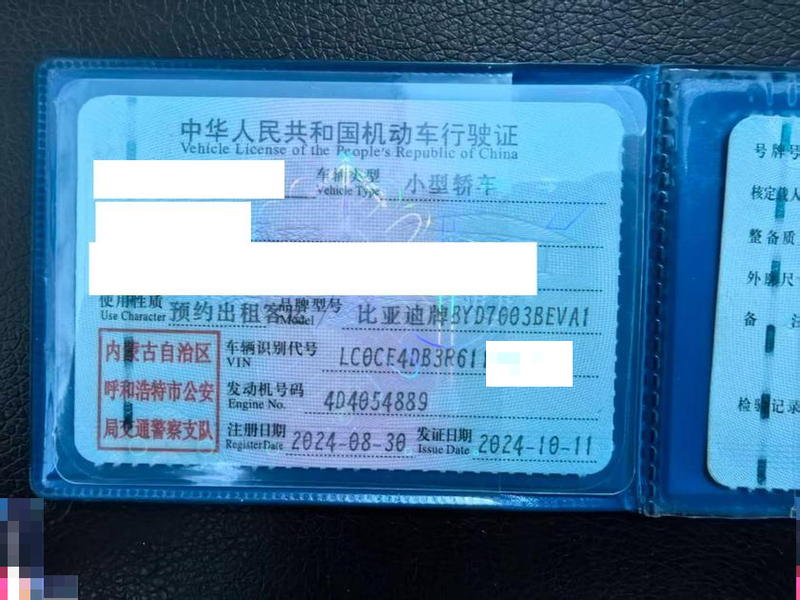 中华人民共和国机动车行驶证
Vehicle License of the People's Republic of China
车辆类型 小型轿车
Vehicle Type
使用性质 预约出租客 品牌型号 比亚迪牌BYD7003BEVA1
Use Character Model
内蒙古自治区
呼和浩特市公安
局交通警察支队
车辆识别代号 LC0CE4DB3R611
VIN
发动机号码 4D4054889
Engine No.
注册日期 2024-08-30 发证日期 2024-10-11
Register Date Issue Date
号牌号
核定载人
整备质
外廓尺
备 注
检验记录